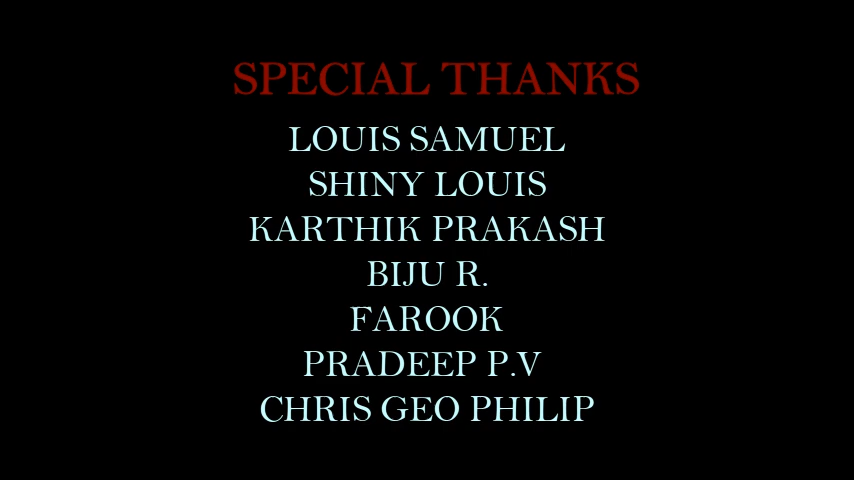 SPECIAL THANKS
LOUIS SAMUEL
SHINY LOUIS
KARTHIK PRAKASH
BIJU R.
FAROOK
PRADEEP P.V
CHRIS GEO PHILIP